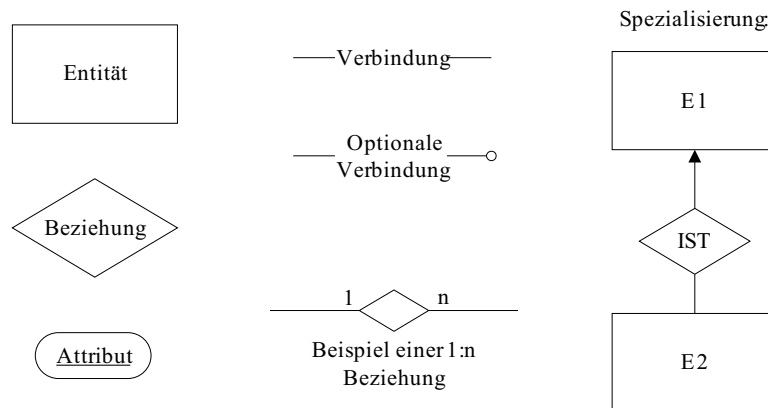 Spezialisierung:
Entität
Verbindung
E1
Optionale
Verbindung
Beziehung
IST
1
n
Beispiel einer 1:n
Beziehung
Attribut
E2